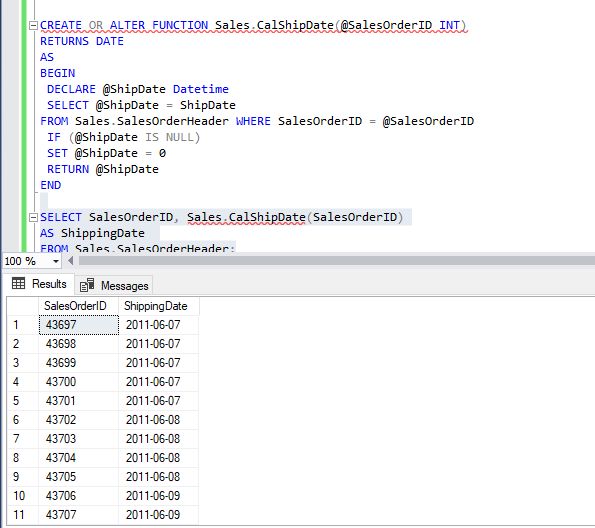 CREATE OR ALTER FUNCTION Sales.CalShipDate(@SalesOrderID INT)
RETURNS DATE
AS
BEGIN
DECLARE @ShipDate Datetime
SELECT @ShipDate = ShipDate
FROM Sales.SalesOrderHeader WHERE SalesOrderID = @SalesOrderID
IF (@ShipDate IS NULL)
SET @ShipDate = 0
RETURN @ShipDate
END
SELECT SalesOrderID, Sales.CalShipDate(SalesOrderID)
AS ShippingDate
FROM Sales.SalesOrderHeader;
100 %
Results Messages
SalesOrderID ShippingDate
1 43697 2011-06-07
2 43698 2011-06-07
3 43699 2011-06-07
4 43700 2011-06-07
5 43701 2011-06-07
6 43702 2011-06-08
7 43703 2011-06-08
8 43704 2011-06-08
9 43705 2011-06-08
10 43706 2011-06-09
11 43707 2011-06-09